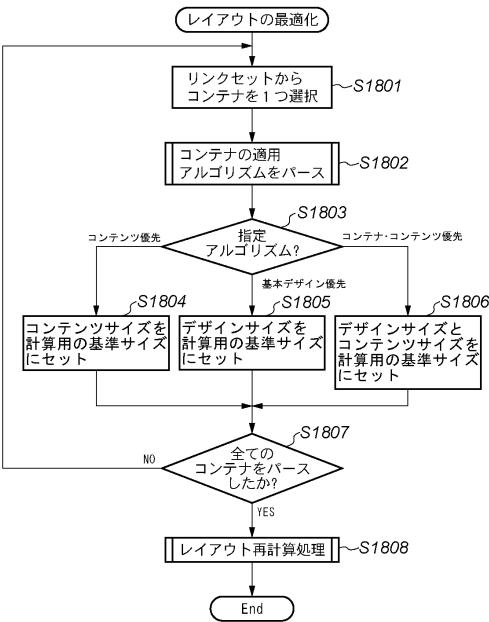 レイアウトの最適化
リンクセットから
コンテナを1つ選択
S1801
コンテナの適用
アルゴリズムをパース
S1802
S1803
指定
アルゴリズム?
コンテンツ優先
コンテナ・コンテンツ優先
基本デザイン優先
S1804
コンテンツサイズを
計算用の基準サイズ
にセット
S1805
デザインサイズを
計算用の基準サイズ
にセット
S1806
デザインサイズと
コンテンツサイズを
計算用の基準サイズ
にセット
S1807
全ての
コンテナをパース
したか?
NO
YES
レイアウト再計算処理
S1808
End